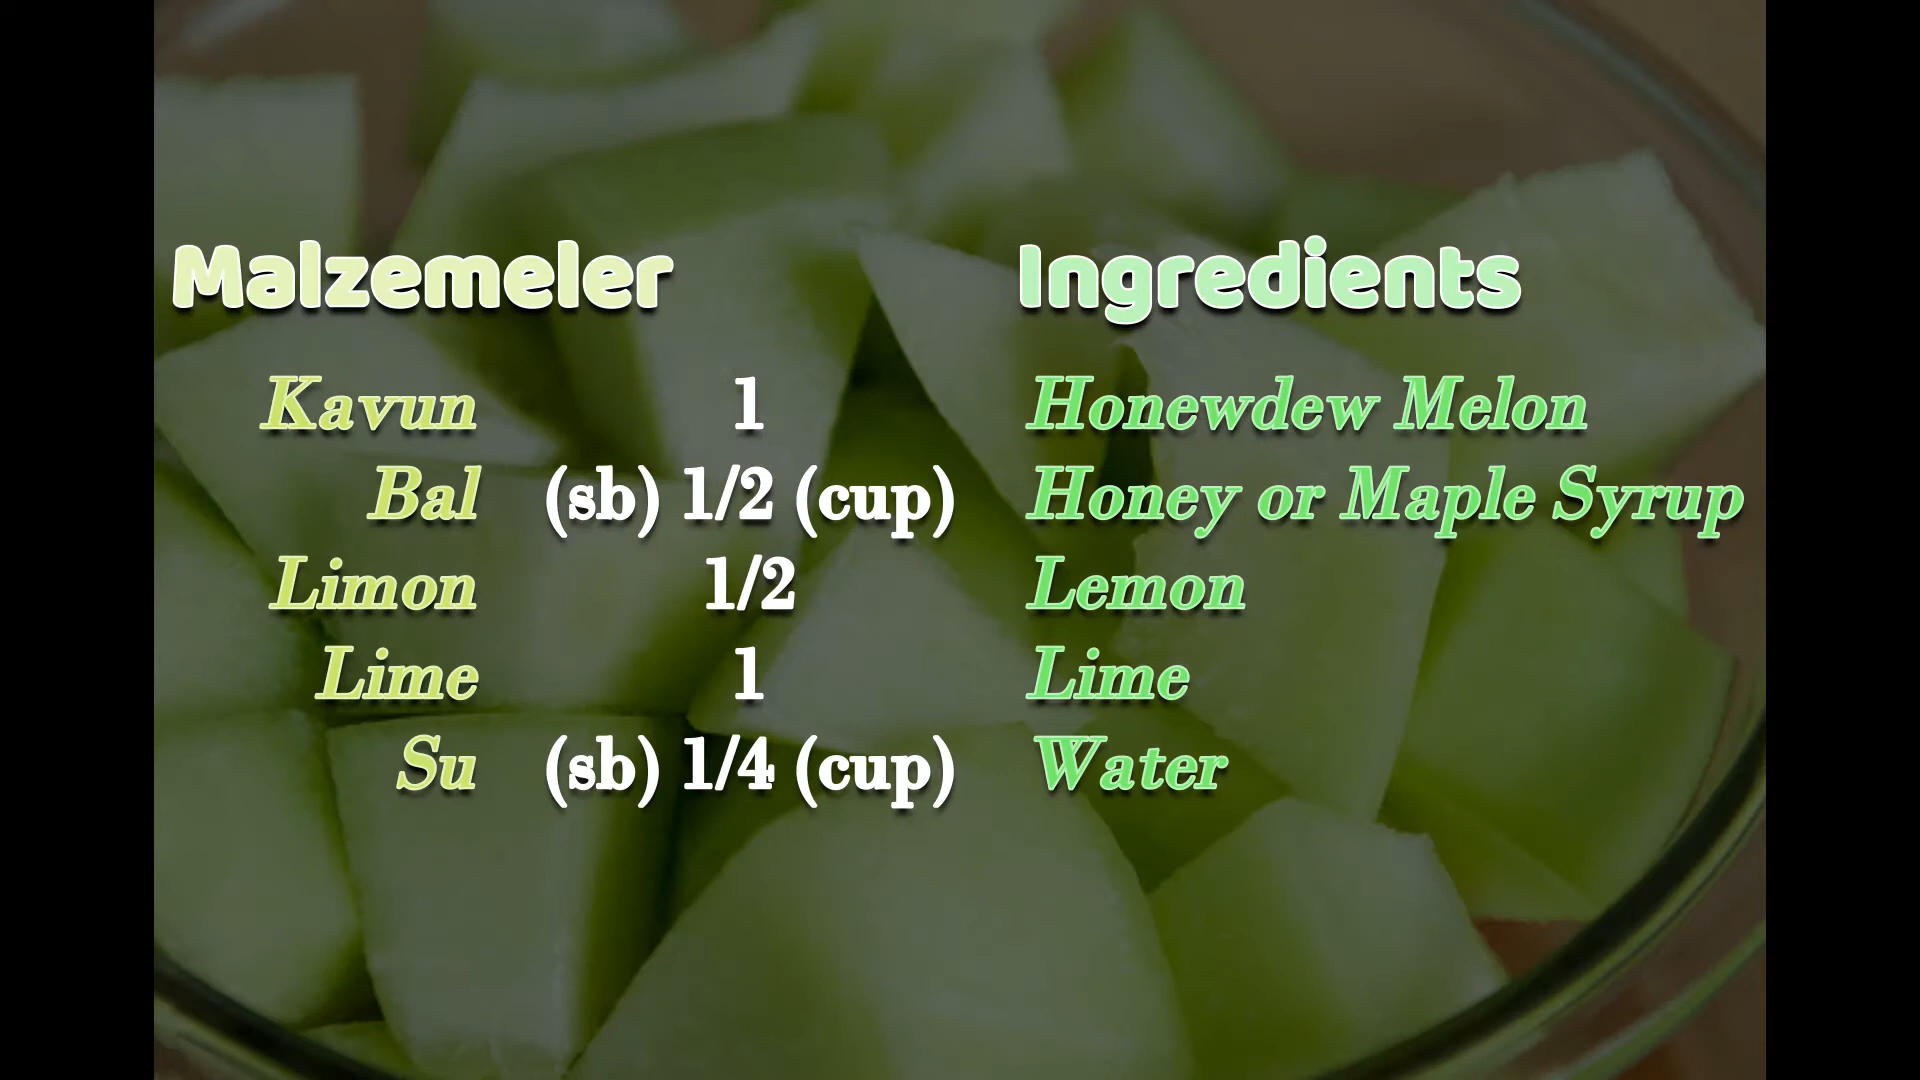 Malzemeler Ingredients
Kavun 1 Honewdew Melon
Bal (sb) 1/2 (cup) Honey or Maple Syrup
Limon 1/2 Lemon
Lime 1 Lime
Su (sb) 1/4 (cup) Water